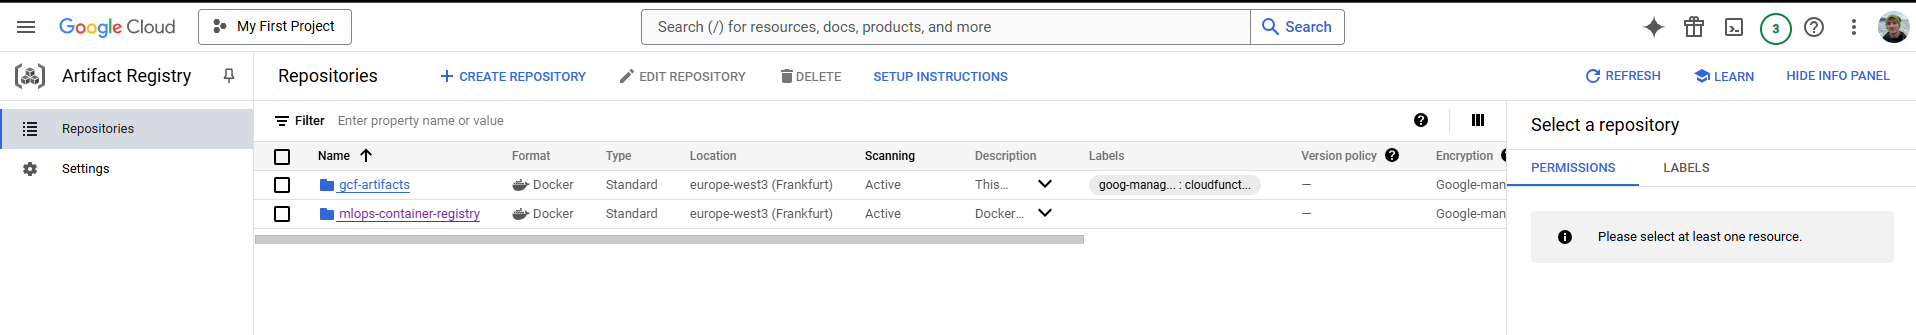 Google Cloud My First Project Search (/) for resources, docs, products, and more Search 3
Artifact Registry Repositories CREATE REPOSITORY EDIT REPOSITORY DELETE SETUP INSTRUCTIONS REFRESH LEARN HIDE INFO PANEL
Repositories
Settings
Filter Enter property name or value
Name Format Type Location Scanning Description Labels Version policy Encryption
gcf-artifacts Docker Standard europe-west3 (Frankfurt) Active This... goog-manag... : cloudfunct... — Google-man
mlops-container-registry Docker Standard europe-west3 (Frankfurt) Active Docker... — Google-man
Select a repository
PERMISSIONS LABELS
Please select at least one resource.